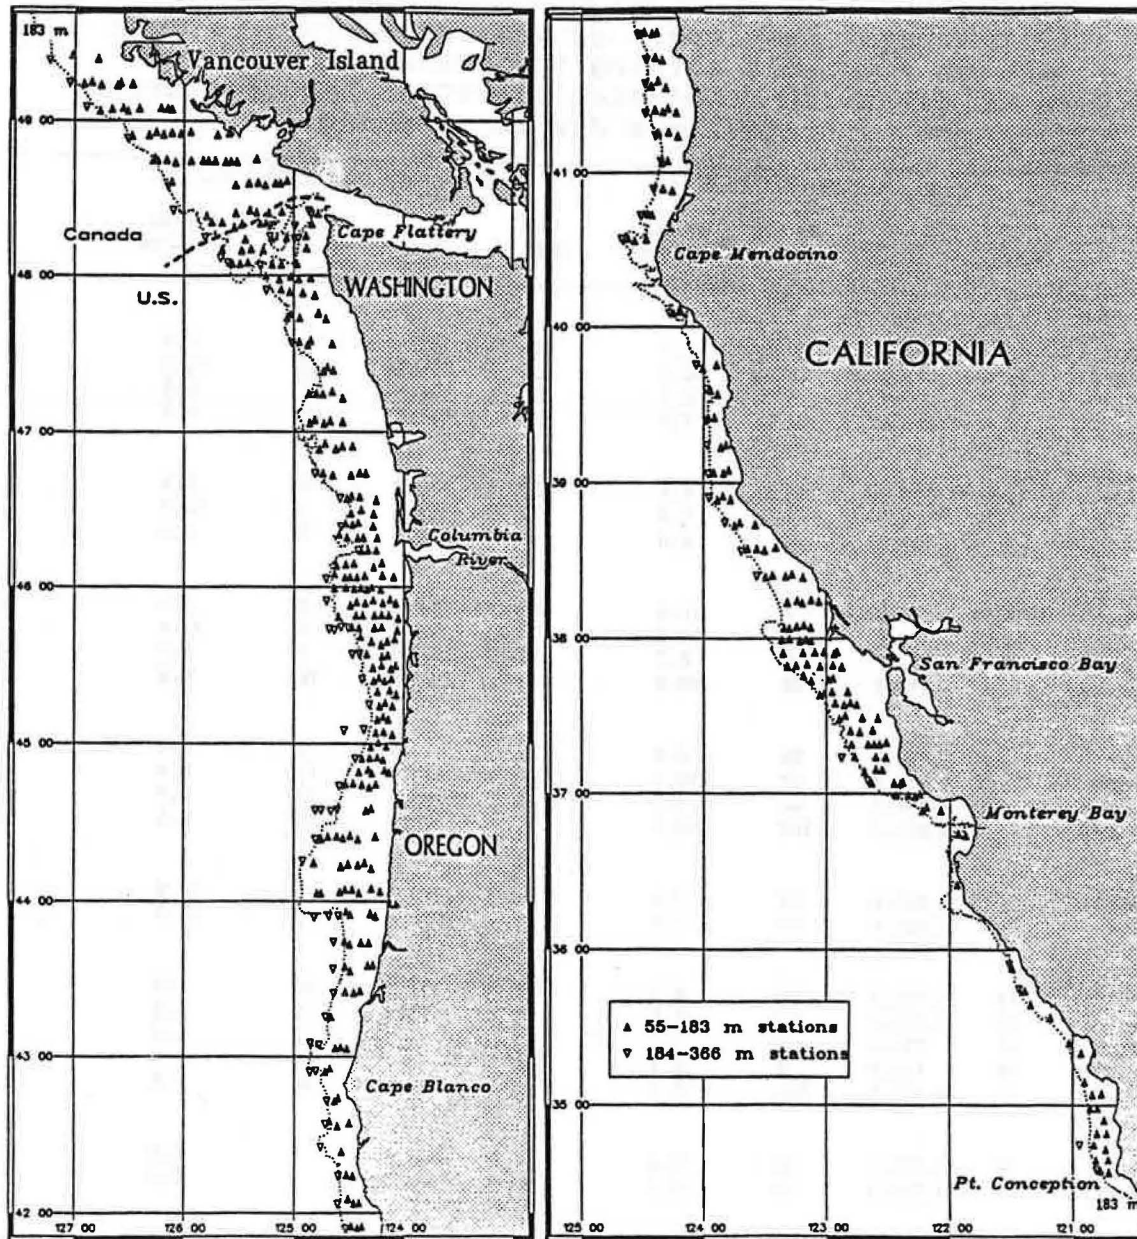 183 m
Vancouver Island
49 00
Canada
Cape Flattery
48 00
U.S.
WASHINGTON
47 00
Columbia
River
46 00
45 00
OREGON
44 00
43 00
Cape Blanco
42 00
127 00
126 00
125 00
124 00
41 00
Cape Mendocino
40 00
CALIFORNIA
39 00
38 00
San Francisco Bay
37 00
Monterey Bay
36 00
▲ 55-183 m stations
▽ 184-366 m stations
35 00
Pt. Conception
183 m
125 00
124 00
123 00
122 00
121 00